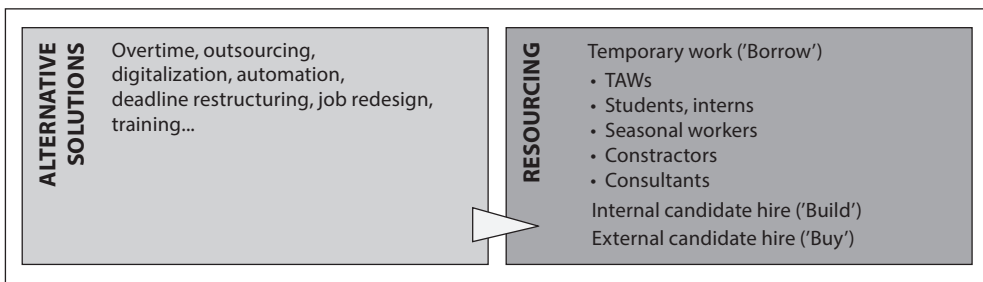 ALTERNATIVE
SOLUTIONS
Overtime, outsourcing,
digitalization, automation,
deadline restructuring, job redesign,
training...
RESOURCING
Temporary work (‘Borrow’)
• TAWs
• Students, interns
• Seasonal workers
• Constractors
• Consultants
Internal candidate hire (‘Build’)
External candidate hire (‘Buy’)